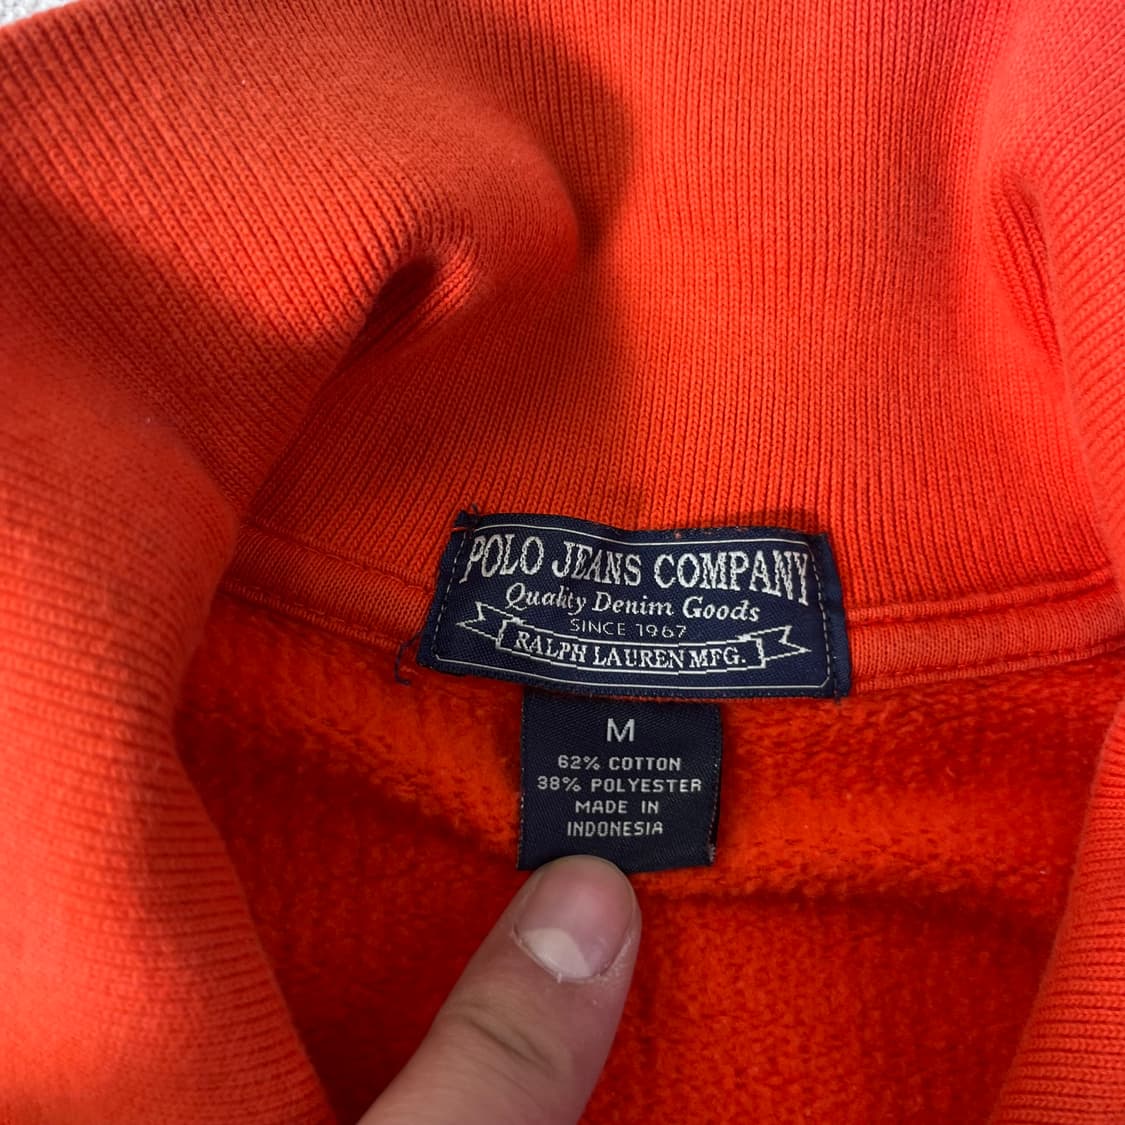 POLO JEANS COMPANY
Quality Denim Goods
SINCE 1967
RALPH LAUREN MFG.
M
62% COTTON
38% POLYESTER
MADE IN
INDONESIA